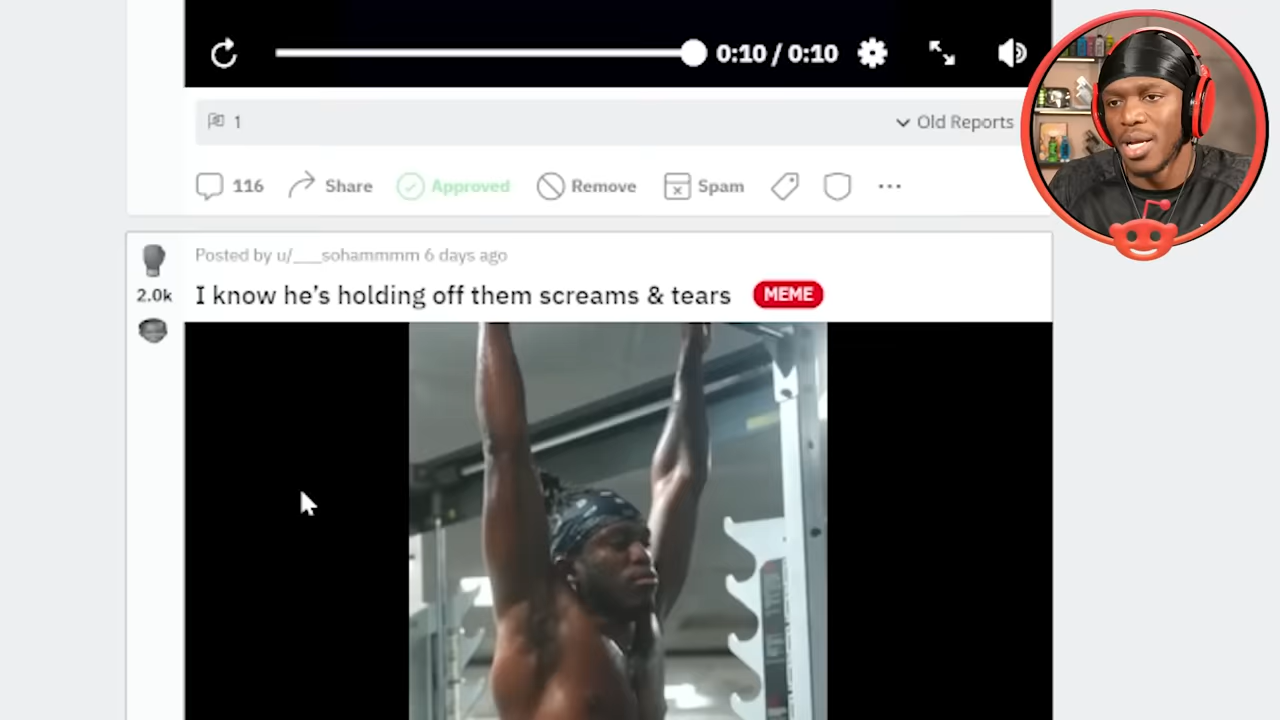 0:10 / 0:10
1
Old Reports
116 Share Approved Remove Spam
Posted by u/___sohammmm 6 days ago
2.0k
I know he's holding off them screams & tears MEME